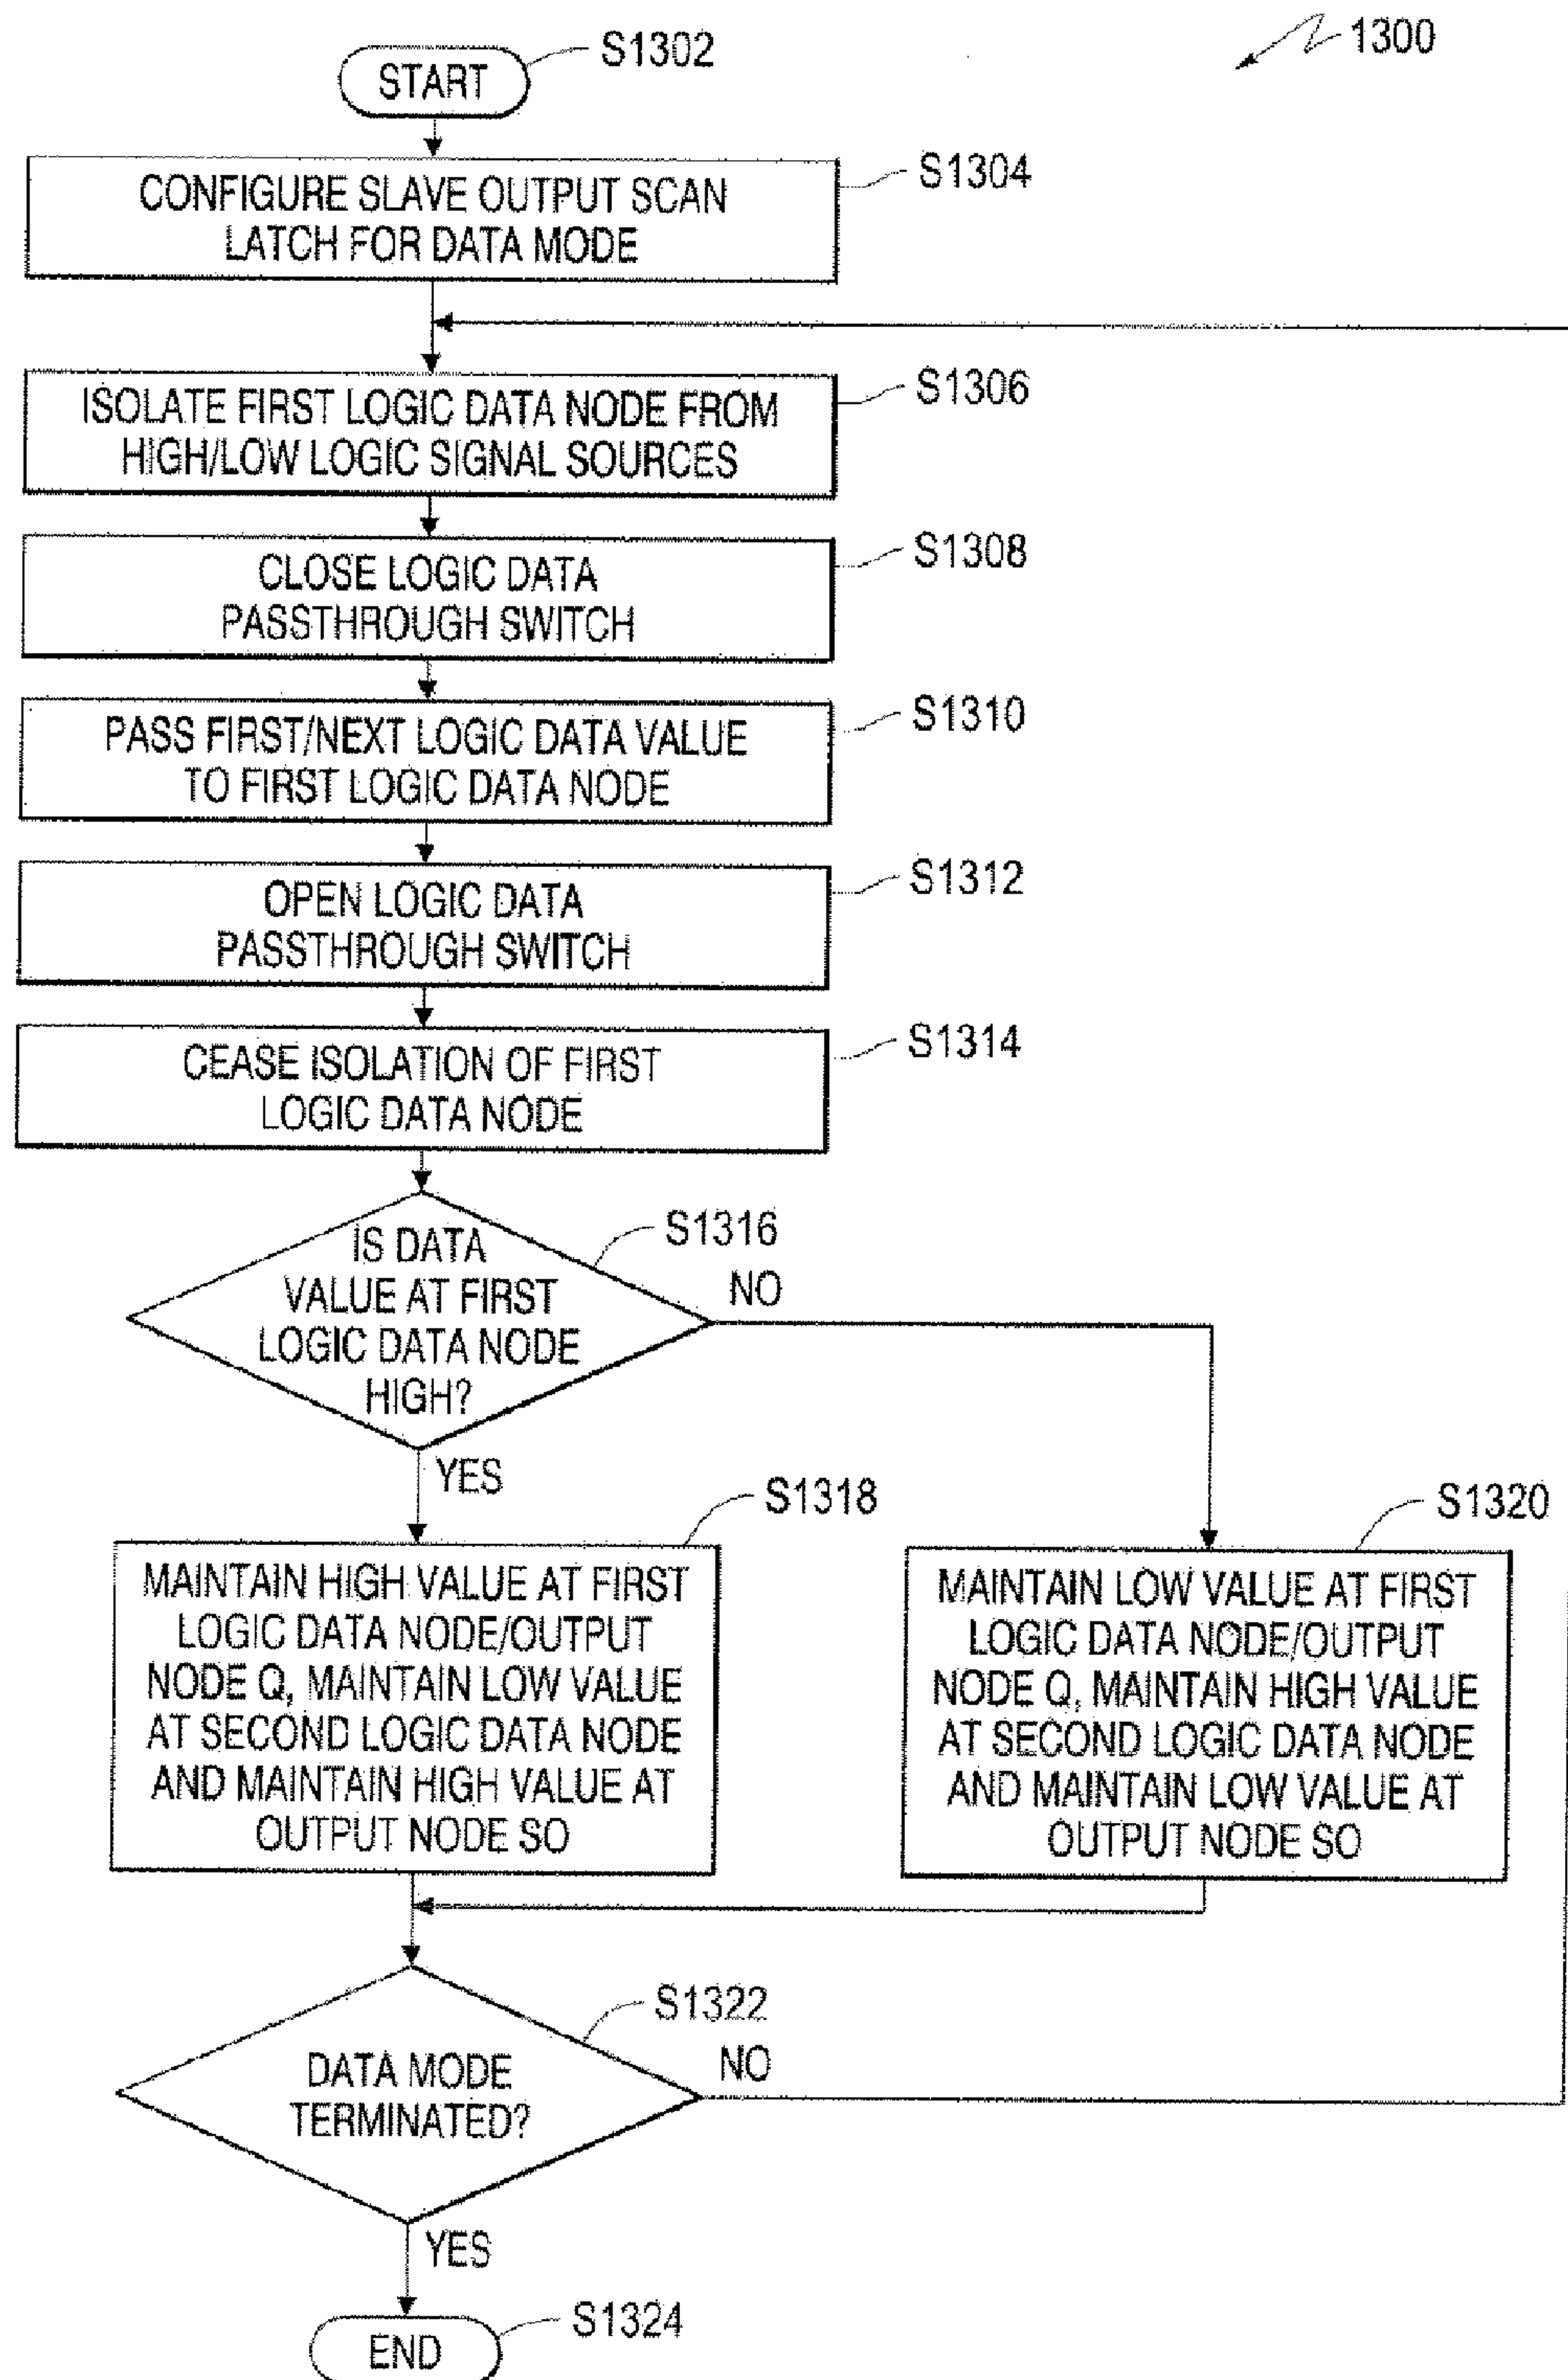 1300
START
S1302
CONFIGURE SLAVE OUTPUT SCAN
LATCH FOR DATA MODE
S1304
ISOLATE FIRST LOGIC DATA NODE FROM
HIGH/LOW LOGIC SIGNAL SOURCES
S1306
CLOSE LOGIC DATA
PASSTHROUGH SWITCH
S1308
PASS FIRST/NEXT LOGIC DATA VALUE
TO FIRST LOGIC DATA NODE
S1310
OPEN LOGIC DATA
PASSTHROUGH SWITCH
S1312
CEASE ISOLATION OF FIRST
LOGIC DATA NODE
S1314
IS DATA
VALUE AT FIRST
LOGIC DATA NODE
HIGH?
S1316
NO
YES
S1318
MAINTAIN HIGH VALUE AT FIRST
LOGIC DATA NODE/OUTPUT
NODE Q, MAINTAIN LOW VALUE
AT SECOND LOGIC DATA NODE
AND MAINTAIN HIGH VALUE AT
OUTPUT NODE SO
S1320
MAINTAIN LOW VALUE AT FIRST
LOGIC DATA NODE/OUTPUT
NODE Q, MAINTAIN HIGH VALUE
AT SECOND LOGIC DATA NODE
AND MAINTAIN LOW VALUE AT
OUTPUT NODE SO
DATA MODE
TERMINATED?
S1322
NO
YES
END
S1324